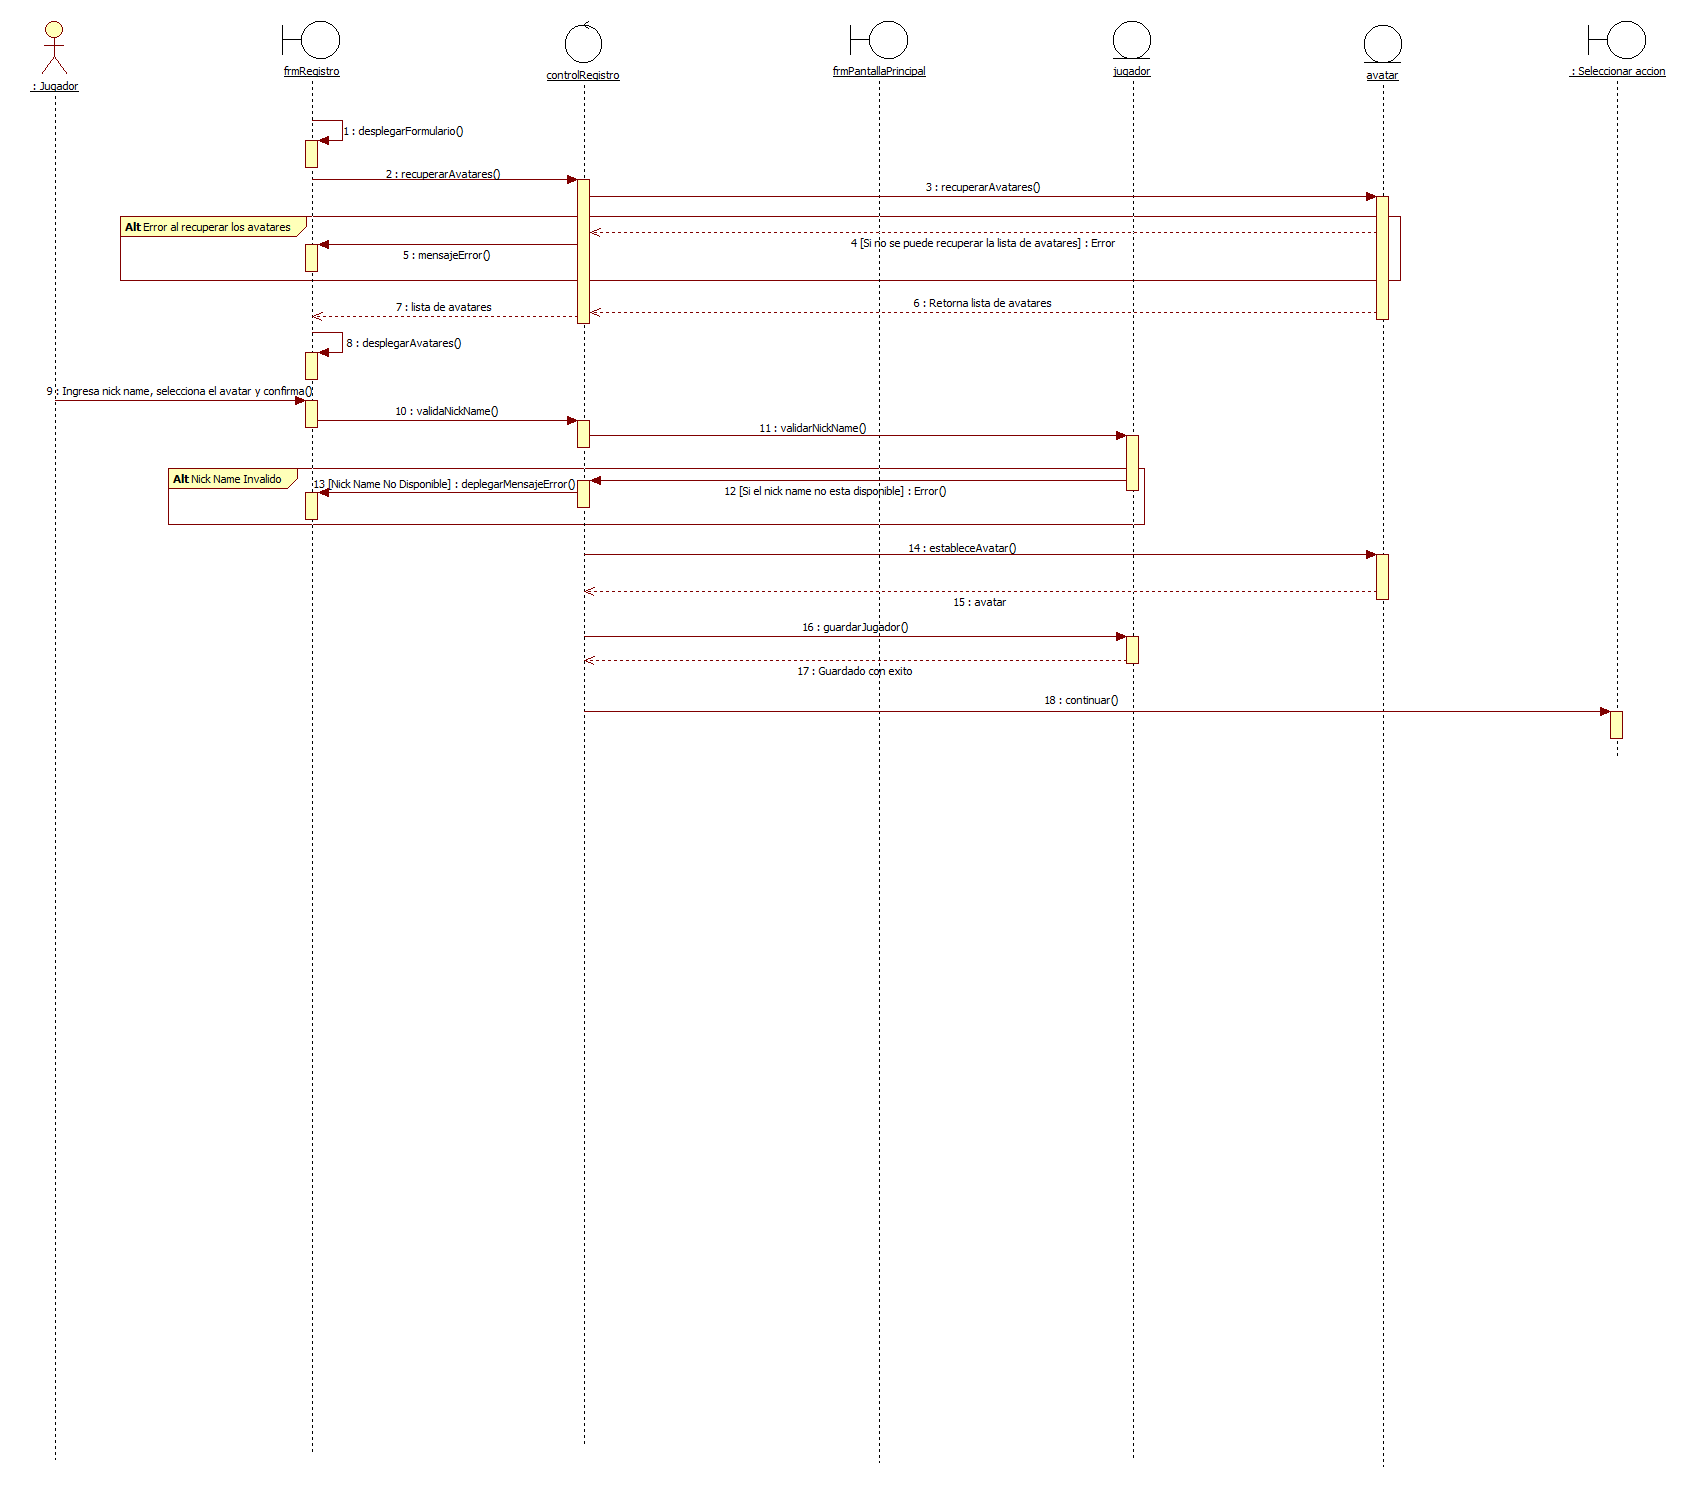 : Jugador
frmRegistro
controlRegistro
frmPantallaPrincipal
jugador
avatar
: Seleccionar accion
1 : desplegarFormulario()
2 : recuperarAvatares()
3 : recuperarAvatares()
Alt Error al recuperar los avatares
4 [Si no se puede recuperar la lista de avatares] : Error
5 : mensajeError()
6 : Retorna lista de avatares
7 : lista de avatares
8 : desplegarAvatares()
9 : Ingresa nick name, selecciona el avatar y confirma()
10 : validaNickName()
11 : validarNickName()
Alt Nick Name Invalido
12 [Si el nick name no esta disponible] : Error()
13 [Nick Name No Disponible] : deplegarMensajeError()
14 : estableceAvatar()
15 : avatar
16 : guardarJugador()
17 : Guardado con exito
18 : continuar()